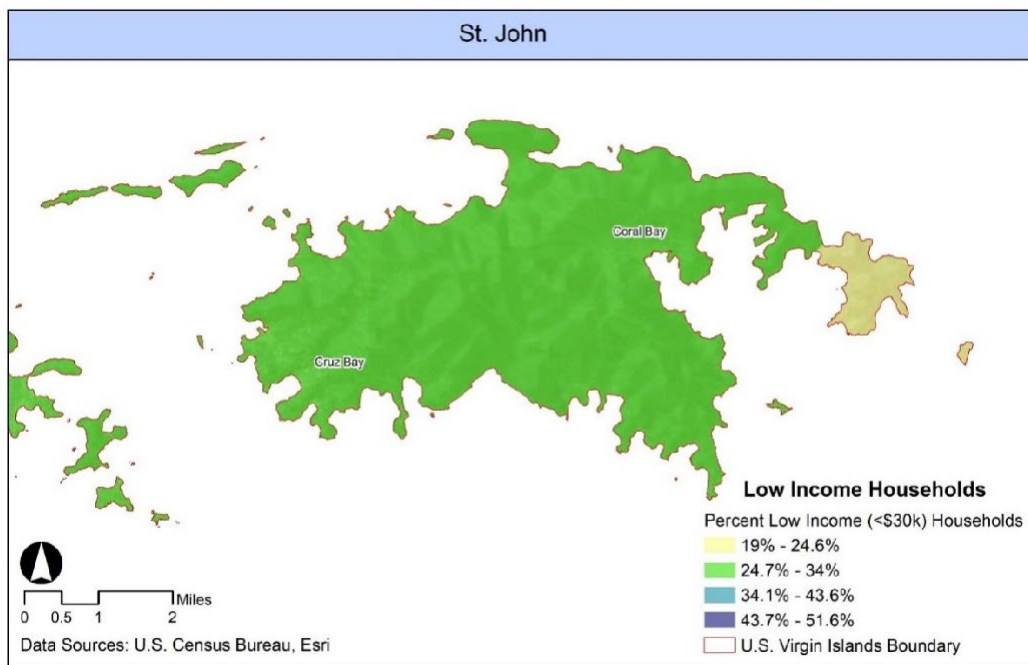 St. John
Coral Bay
Cruz Bay
Low Income Households
Percent Low Income (<$30k) Households
19% - 24.6%
24.7% - 34%
34.1% - 43.6%
43.7% - 51.6%
U.S. Virgin Islands Boundary
Miles
0 0.5 1 2
Data Sources: U.S. Census Bureau, Esri